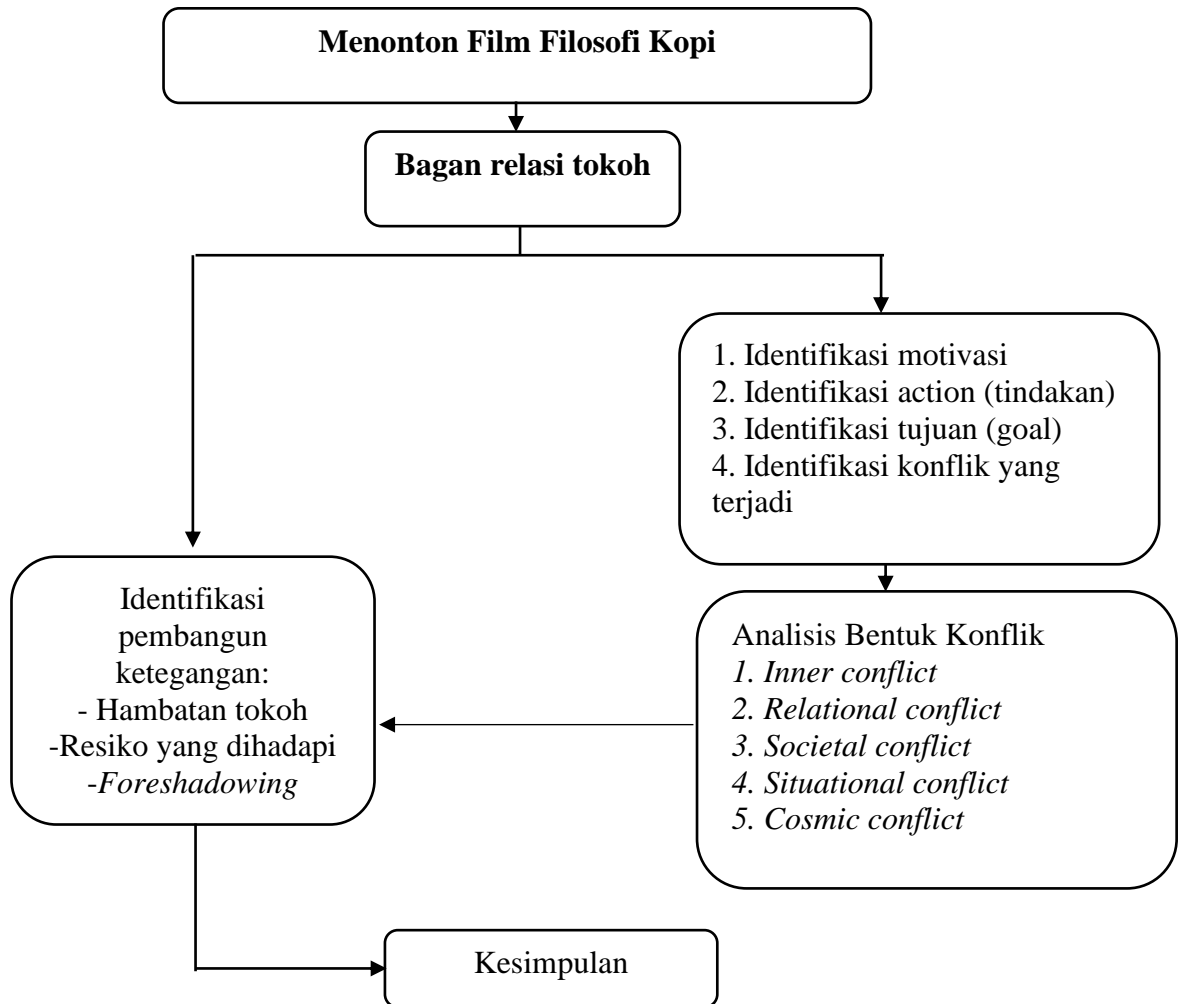 Menonton Film Filosofi Kopi
Bagan relasi tokoh
1. Identifikasi motivasi
2. Identifikasi action (tindakan)
3. Identifikasi tujuan (goal)
4. Identifikasi konflik yang
terjadi
Identifikasi
pembangun
ketegangan:
- Hambatan tokoh
-Resiko yang dihadapi
-Foreshadowing
Analisis Bentuk Konflik
1. Inner conflict
2. Relational conflict
3. Societal conflict
4. Situational conflict
5. Cosmic conflict
Kesimpulan